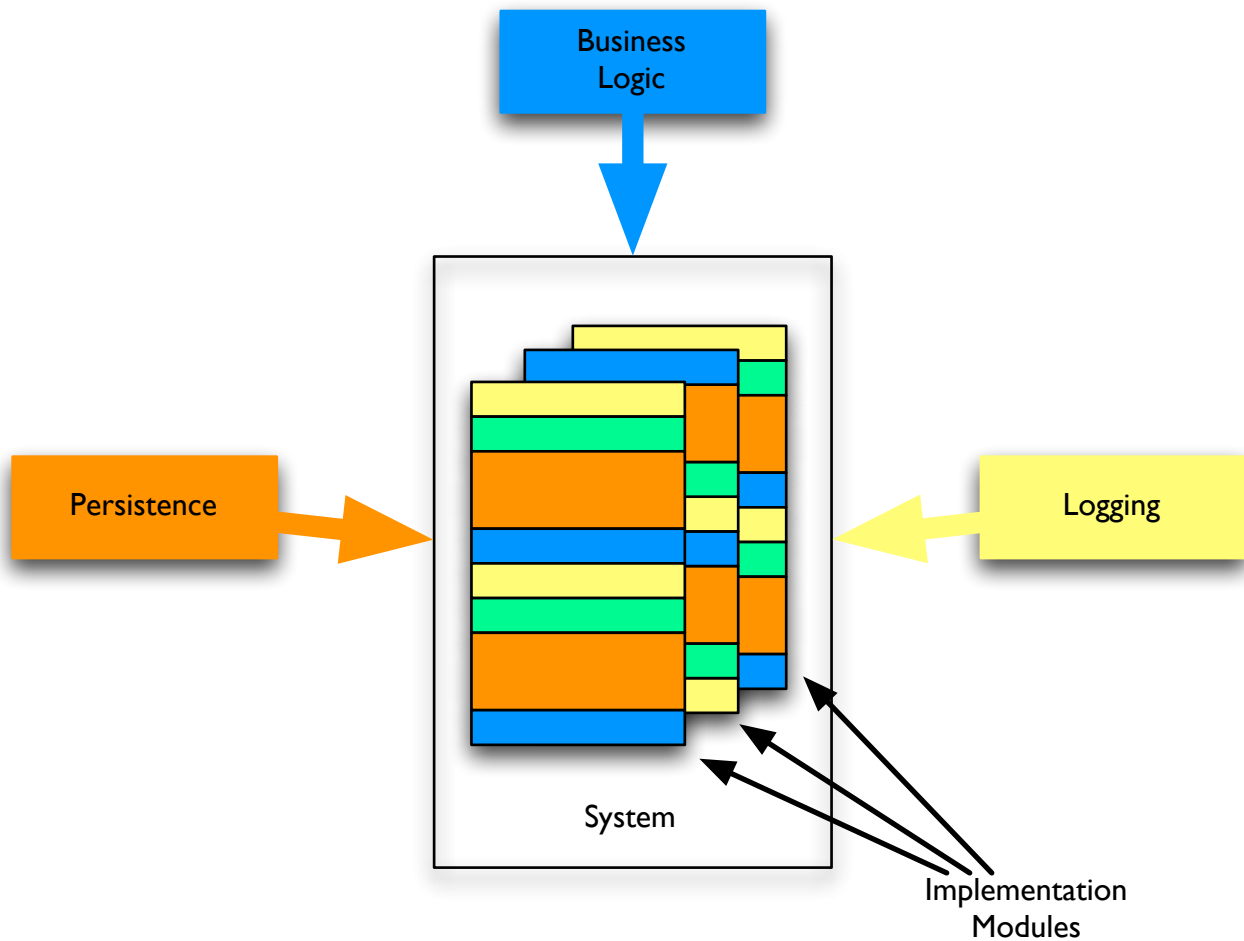 Business
Logic
Persistence
Logging
System
Implementation
Modules